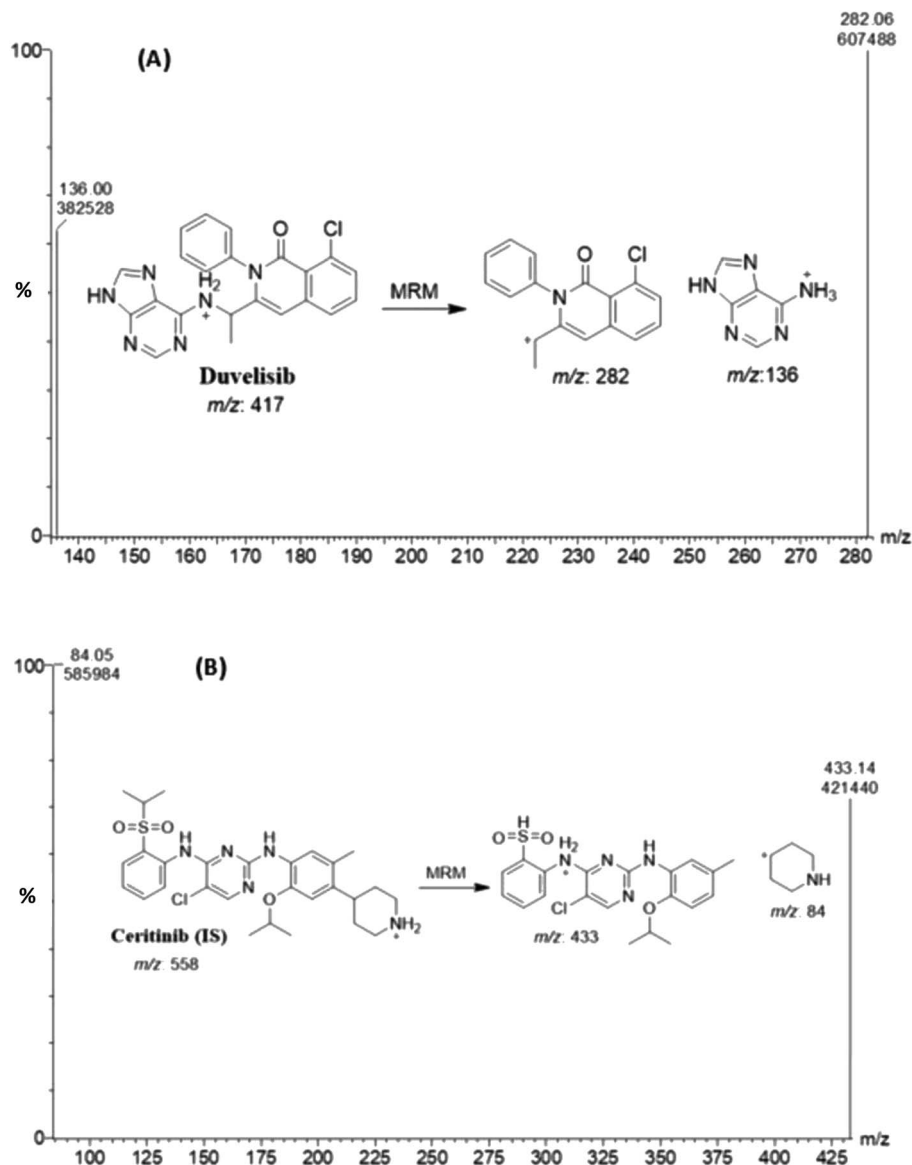 (A)
282.06
607488
100
136.00
382528
%
O
Cl
N
H2
N
+
HN
N
N
N
Duvelisib
m/z: 417
MRM
O
Cl
N
+
m/z: 282
N
HN
N
N
+
NH3
m/z:136
0
140 150 160 170 180 190 200 210 220 230 240 250 260 270 280 m/z
(B)
84.05
585984
100
433.14
421440
%
O=S=O
H
N
N
H
N
N
Cl
O
NH2
+
Ceritinib (IS)
m/z: 558
MRM
H
O=S=O
H2
N
N
H
N
N
Cl
O
m/z: 433
NH
m/z: 84
0
100 125 150 175 200 225 250 275 300 325 350 375 400 425 m/z